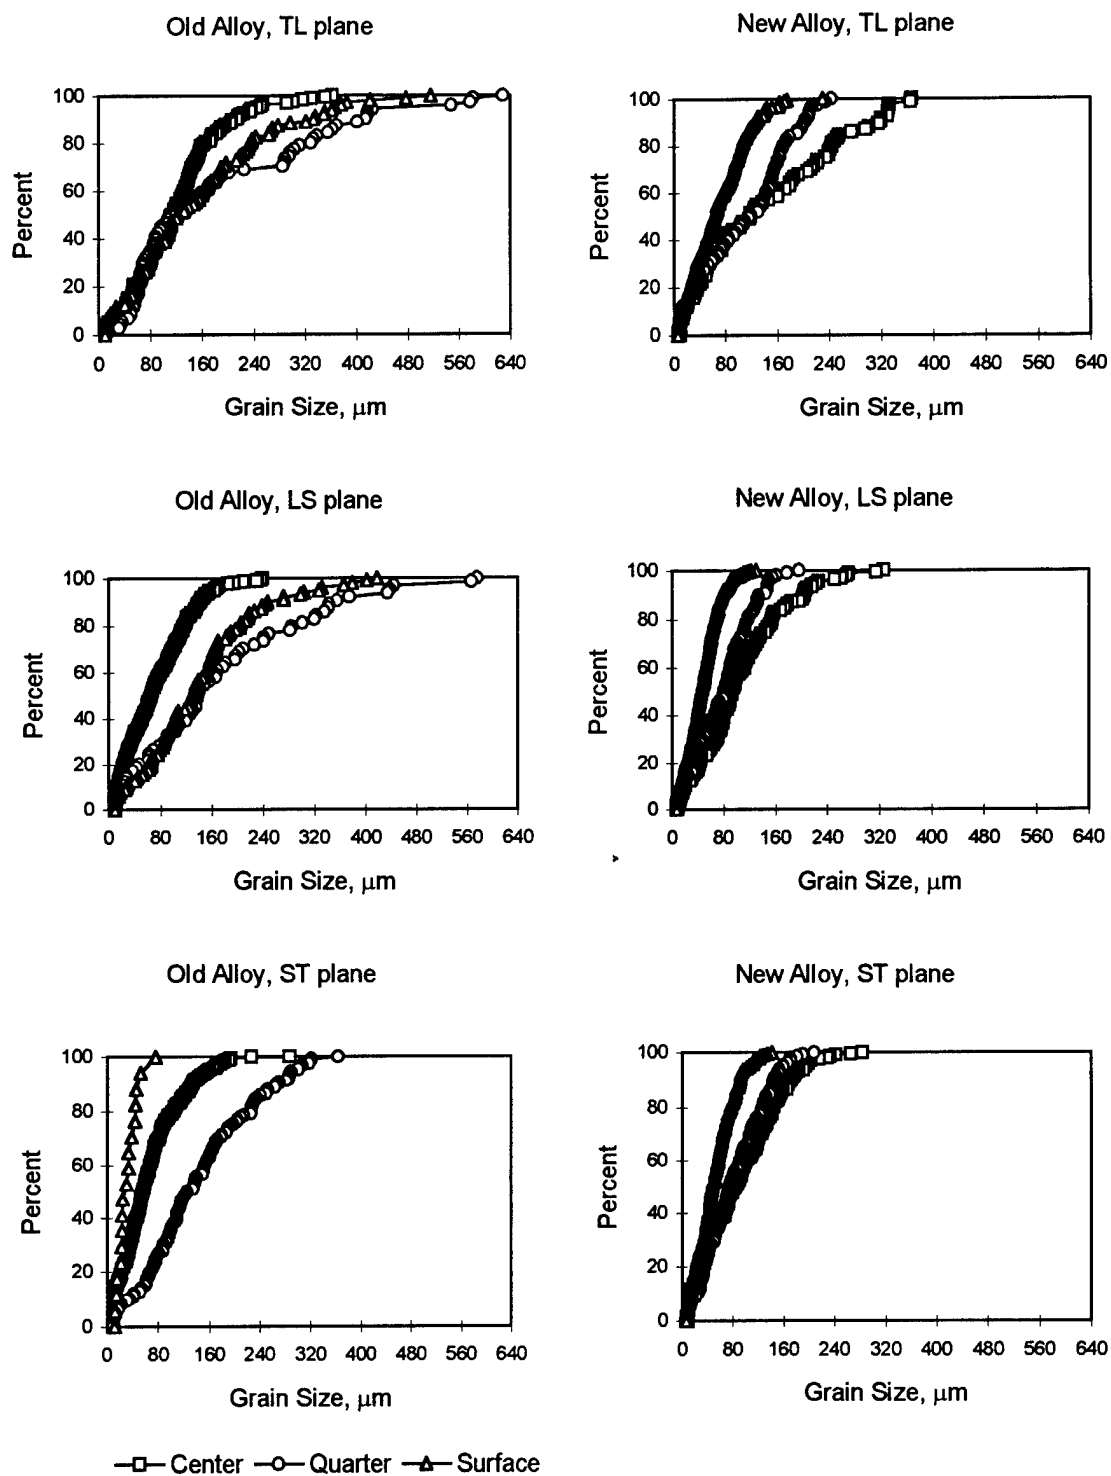 Old Alloy, TL plane
New Alloy, TL plane
Percent
100
80
60
40
20
0
0 80 160 240 320 400 480 560 640
Grain Size, μm
Percent
100
80
60
40
20
0
0 80 160 240 320 400 480 560 640
Grain Size, μm
Old Alloy, LS plane
New Alloy, LS plane
Percent
100
80
60
40
20
0
0 80 160 240 320 400 480 560 640
Grain Size, μm
Percent
100
80
60
40
20
0
0 80 160 240 320 400 480 560 640
Grain Size, μm
Old Alloy, ST plane
New Alloy, ST plane
Percent
100
80
60
40
20
0
0 80 160 240 320 400 480 560 640
Grain Size, μm
Percent
100
80
60
40
20
0
0 80 160 240 320 400 480 560 640
Grain Size, μm
Center Quarter Surface